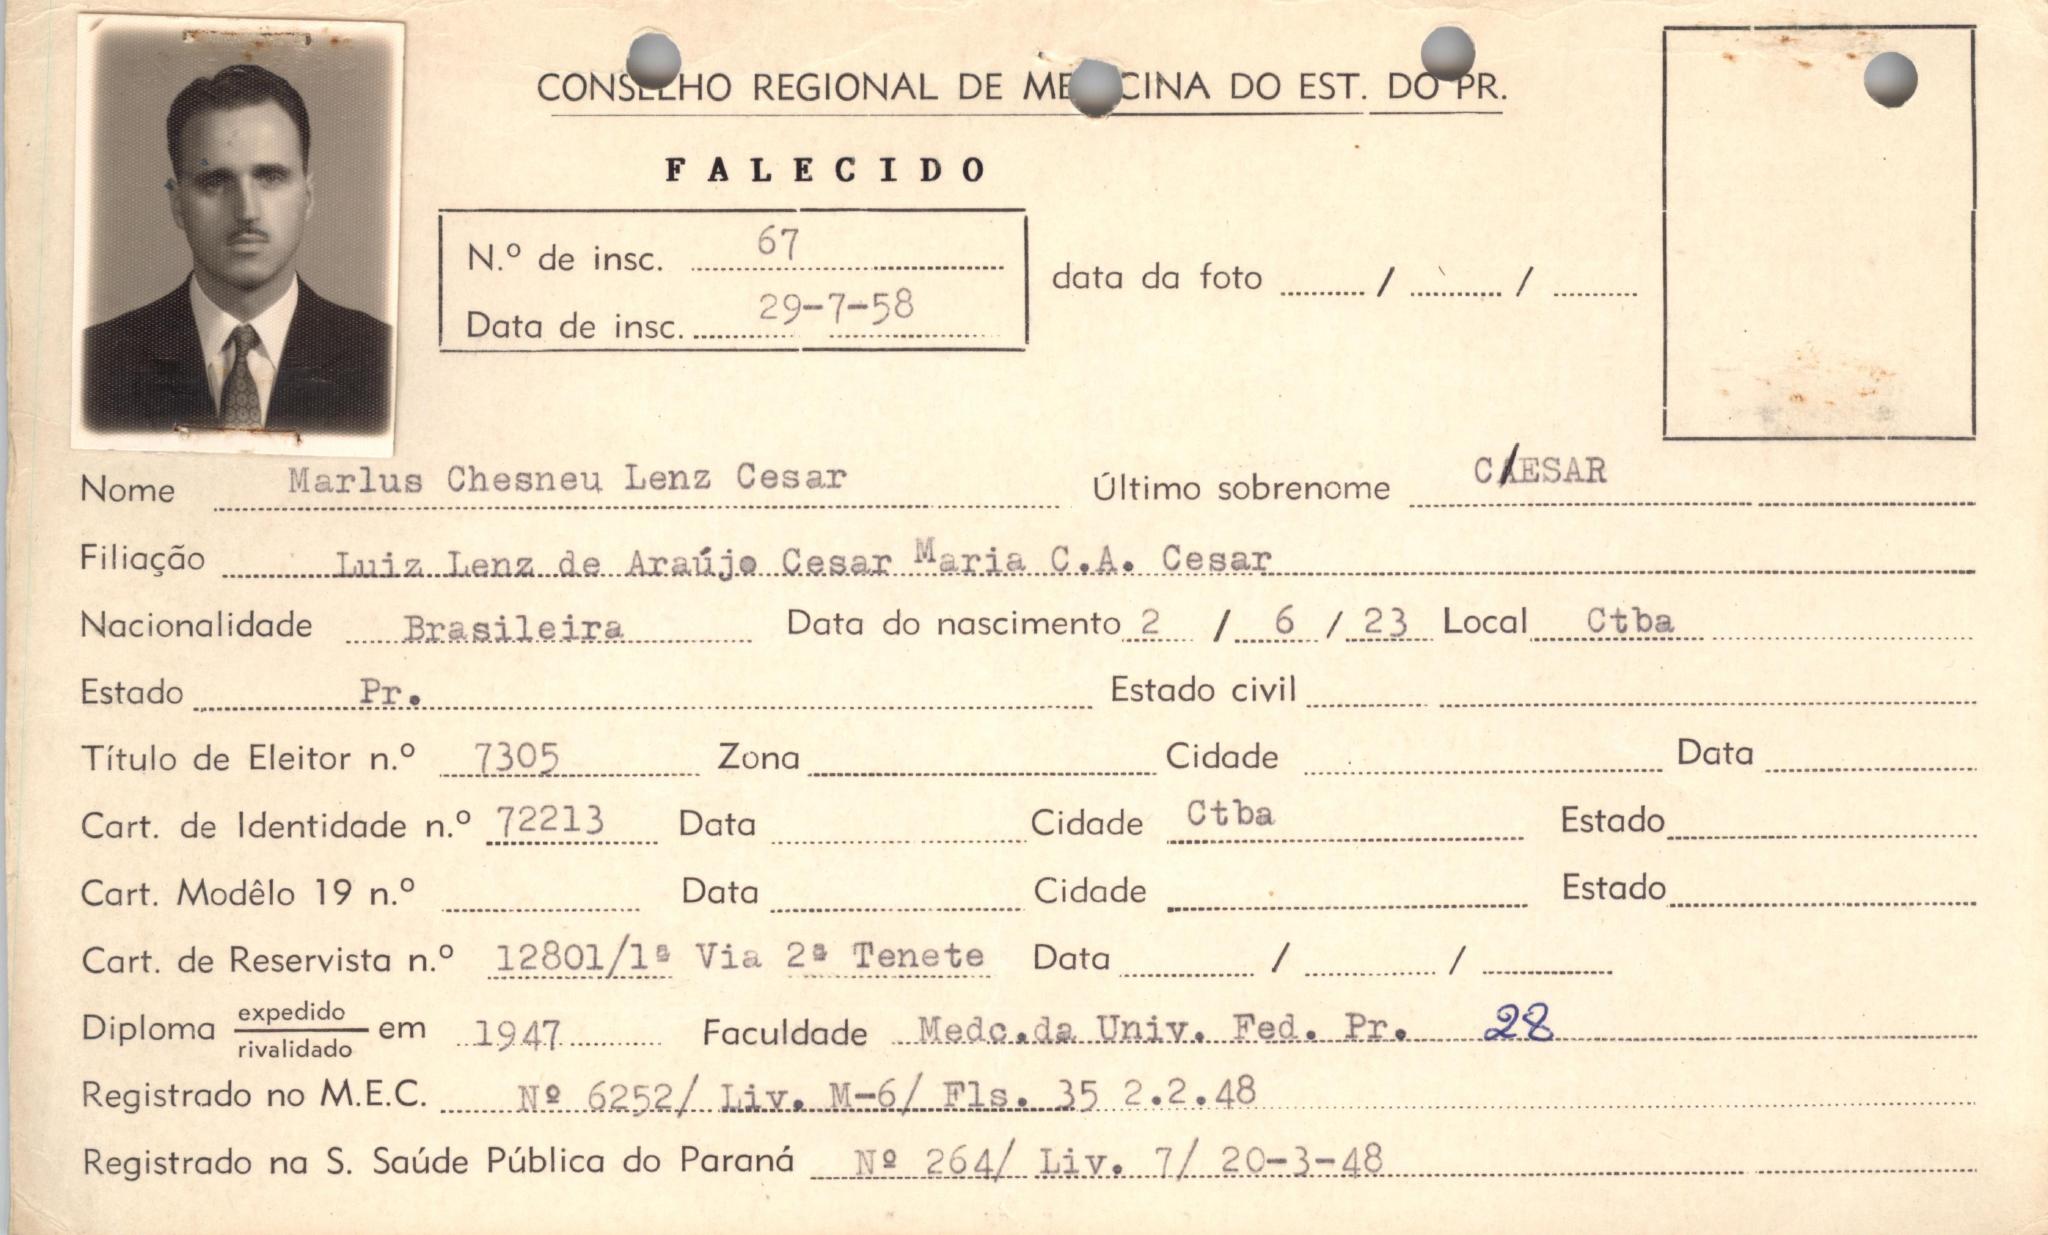 CONSELHO REGIONAL DE MEDICINA DO EST. DO PR.
FALECIDO
N.º de insc. 67
data da foto / /
Data de insc. 29-7-58
Nome Marlus Chesneu Lenz Cesar Último sobrenome CAESAR
Filiação Luiz Lenz de Araújo Cesar Maria C.A. Cesar
Nacionalidade Brasileira Data do nascimento 2 / 6 / 23 Local Ctba
Estado Pr. Estado civil
Título de Eleitor n.º 7305 Zona Cidade Data
Cart. de Identidade n.º 72213 Data Cidade Ctba Estado
Cart. Modêlo 19 n.º Data Cidade Estado
Cart. de Reservista n.º 12801/1ª Via 2ª Tenete Data / /
Diploma expedido/rivalidado em 1947 Faculdade Medc.da Univ. Fed. Pr. 28
Registrado no M.E.C. Nº 6252/ Liv. M-6/ Fls. 35 2.2.48
Registrado na S. Saúde Pública do Paraná Nº 264/ Liv. 7/ 20-3-48